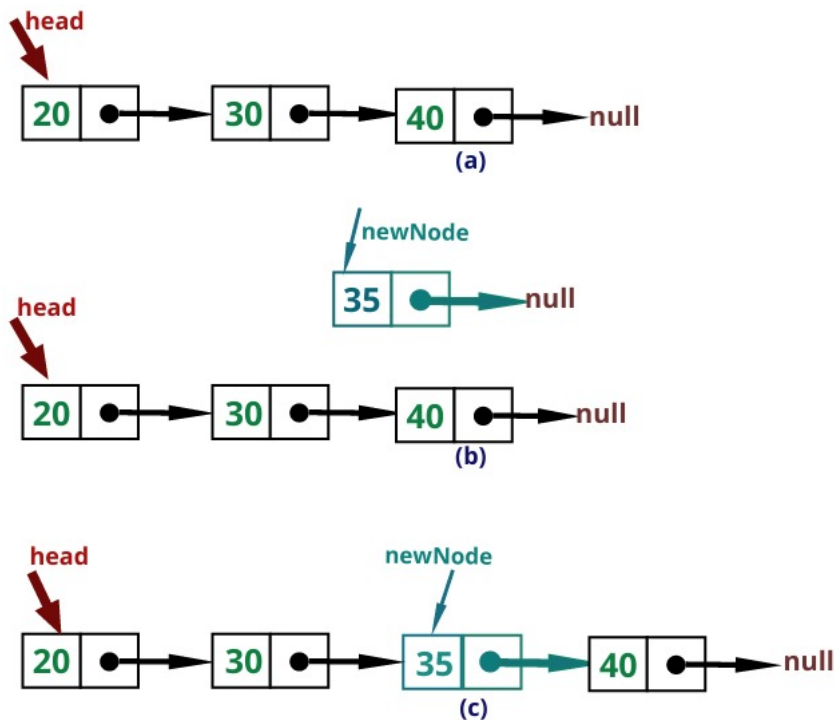 head
20 30 40 null
(a)
newNode
35 null
head
20 30 40 null
(b)
head newNode
20 30 35 40 null
(c)